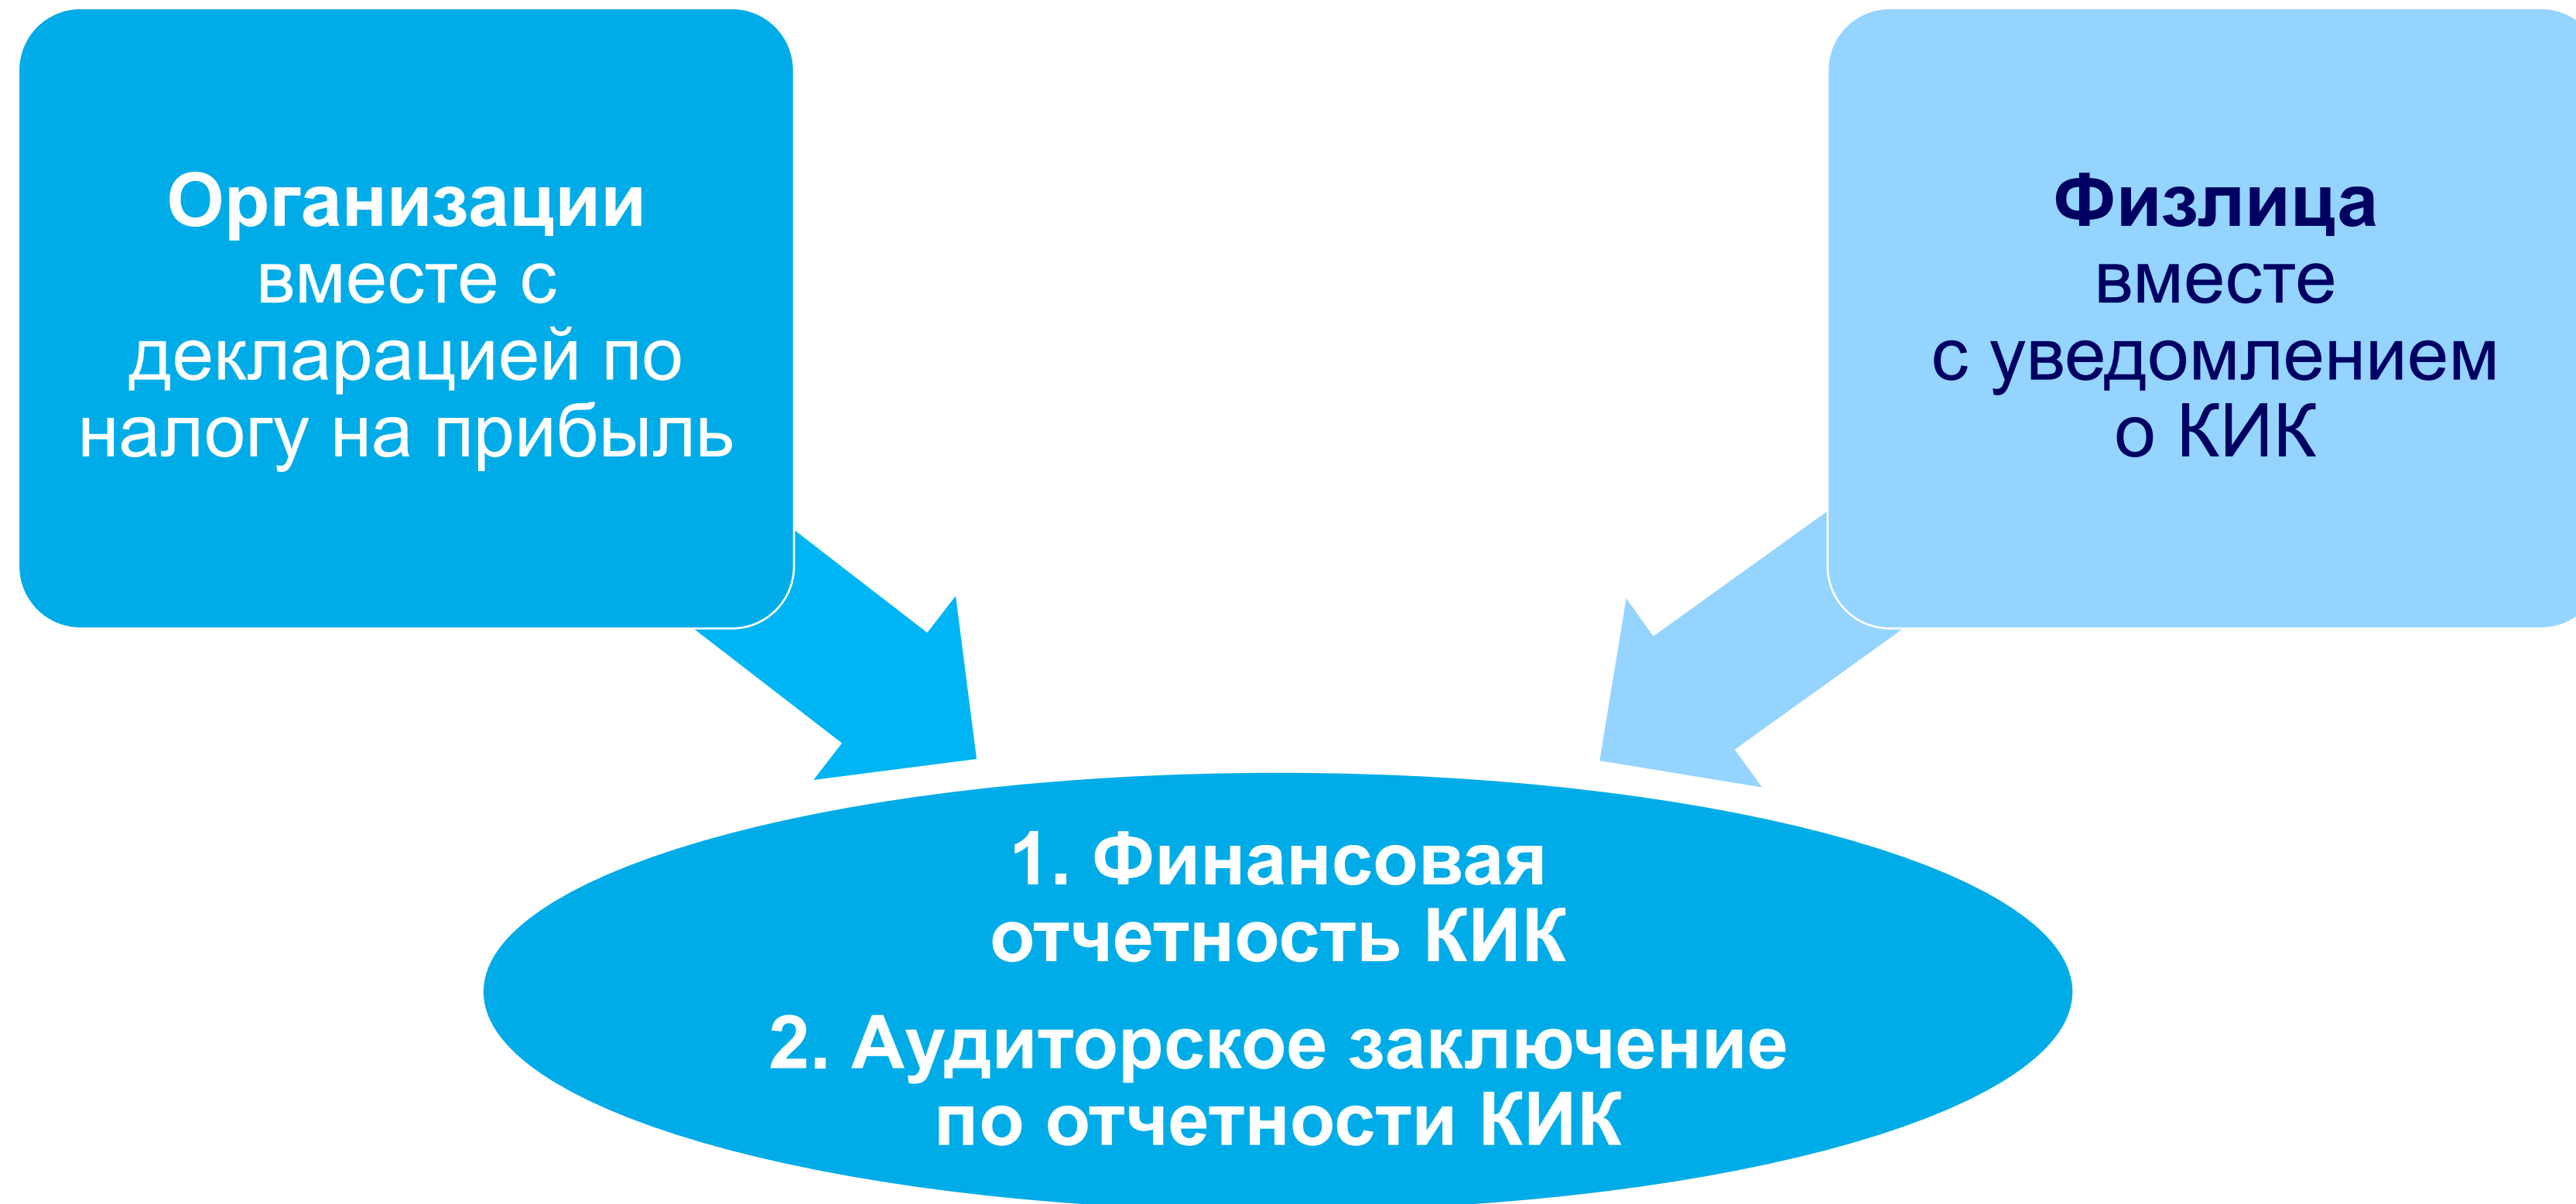 Организации
вместе с
декларацией по
налогу на прибыль
Физлица
вместе
с уведомлением
о КИК
1. Финансовая
отчетность КИК
2. Аудиторское заключение
по отчетности КИК